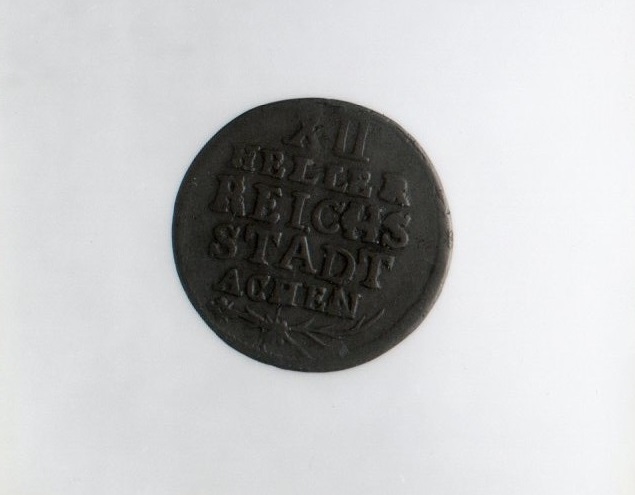 XII
HELLER
REICHS
STADT
ACHEN